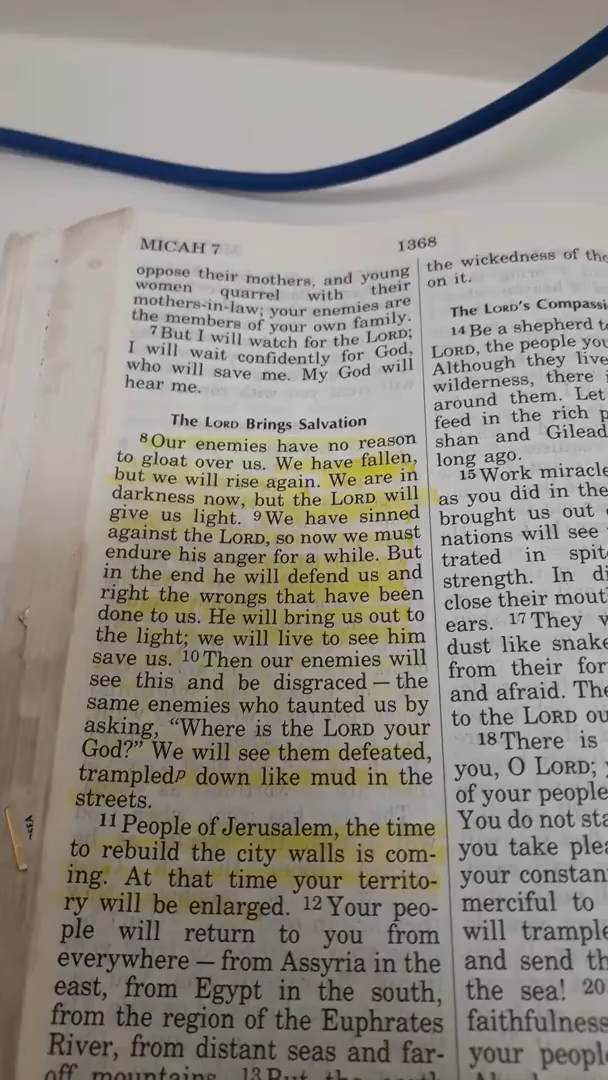 MICAH 7
1368
oppose their mothers, and young
women quarrel with their
mothers-in-law; your enemies are
the members of your own family.
7 But I will watch for the LORD;
I will wait confidently for God,
who will save me. My God will
hear me.
The LORD Brings Salvation
8 Our enemies have no reason
to gloat over us. We have fallen,
but we will rise again. We are in
darkness now, but the LORD will
give us light. 9 We have sinned
against the LORD, so now we must
endure his anger for a while. But
in the end he will defend us and
right the wrongs that have been
done to us. He will bring us out to
the light; we will live to see him
save us. 10 Then our enemies will
see this and be disgraced — the
same enemies who taunted us by
asking, “Where is the LORD your
God?” We will see them defeated,
trampledᵖ down like mud in the
streets.
11 People of Jerusalem, the time
to rebuild the city walls is com-
ing. At that time your territo-
ry will be enlarged. 12 Your peo-
ple will return to you from
everywhere — from Assyria in the
east, from Egypt in the south,
from the region of the Euphrates
River, from distant seas and far-
off mountains. 13 But the earth
the wickedness of the
on it.
The LORD's Compassi
14 Be a shepherd to
LORD, the people you
Although they live
wilderness, there i
around them. Let
feed in the rich p
shan and Gilead
long ago.
15 Work miracle
as you did in the
brought us out
nations will see
trated in spit
strength. In di
close their mout
ears. 17 They w
dust like snake
from their for
and afraid. The
to the LORD ou
18 There is
you, O LORD;
of your people
You do not sta
you take plea
your constan
merciful to
will trample
and send th
the sea! 20
faithfulness
your people